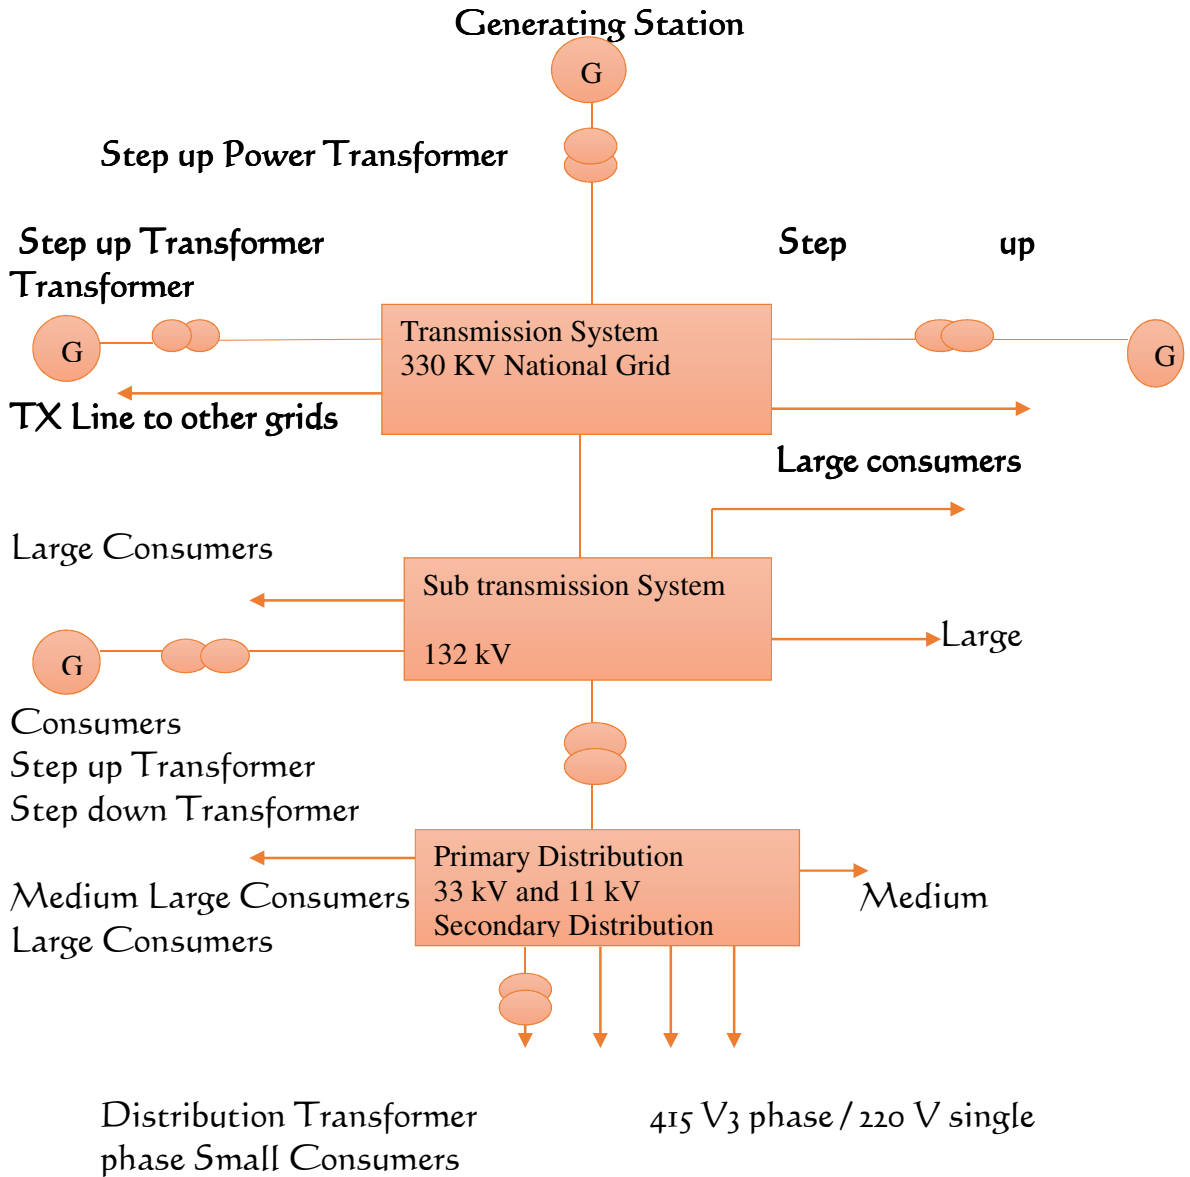 Generating Station
G
Step up Power Transformer
Step up Transformer Step up
Transformer
Transmission System
330 KV National Grid
G
G
TX Line to other grids
Large consumers
Large Consumers
Sub transmission System
Large
132 kV
G
Consumers
Step up Transformer
Step down Transformer
Primary Distribution
33 kV and 11 kV
Secondary Distribution
Medium Large Consumers
Medium
Large Consumers
Distribution Transformer 415 V3 phase / 220 V single
phase Small Consumers